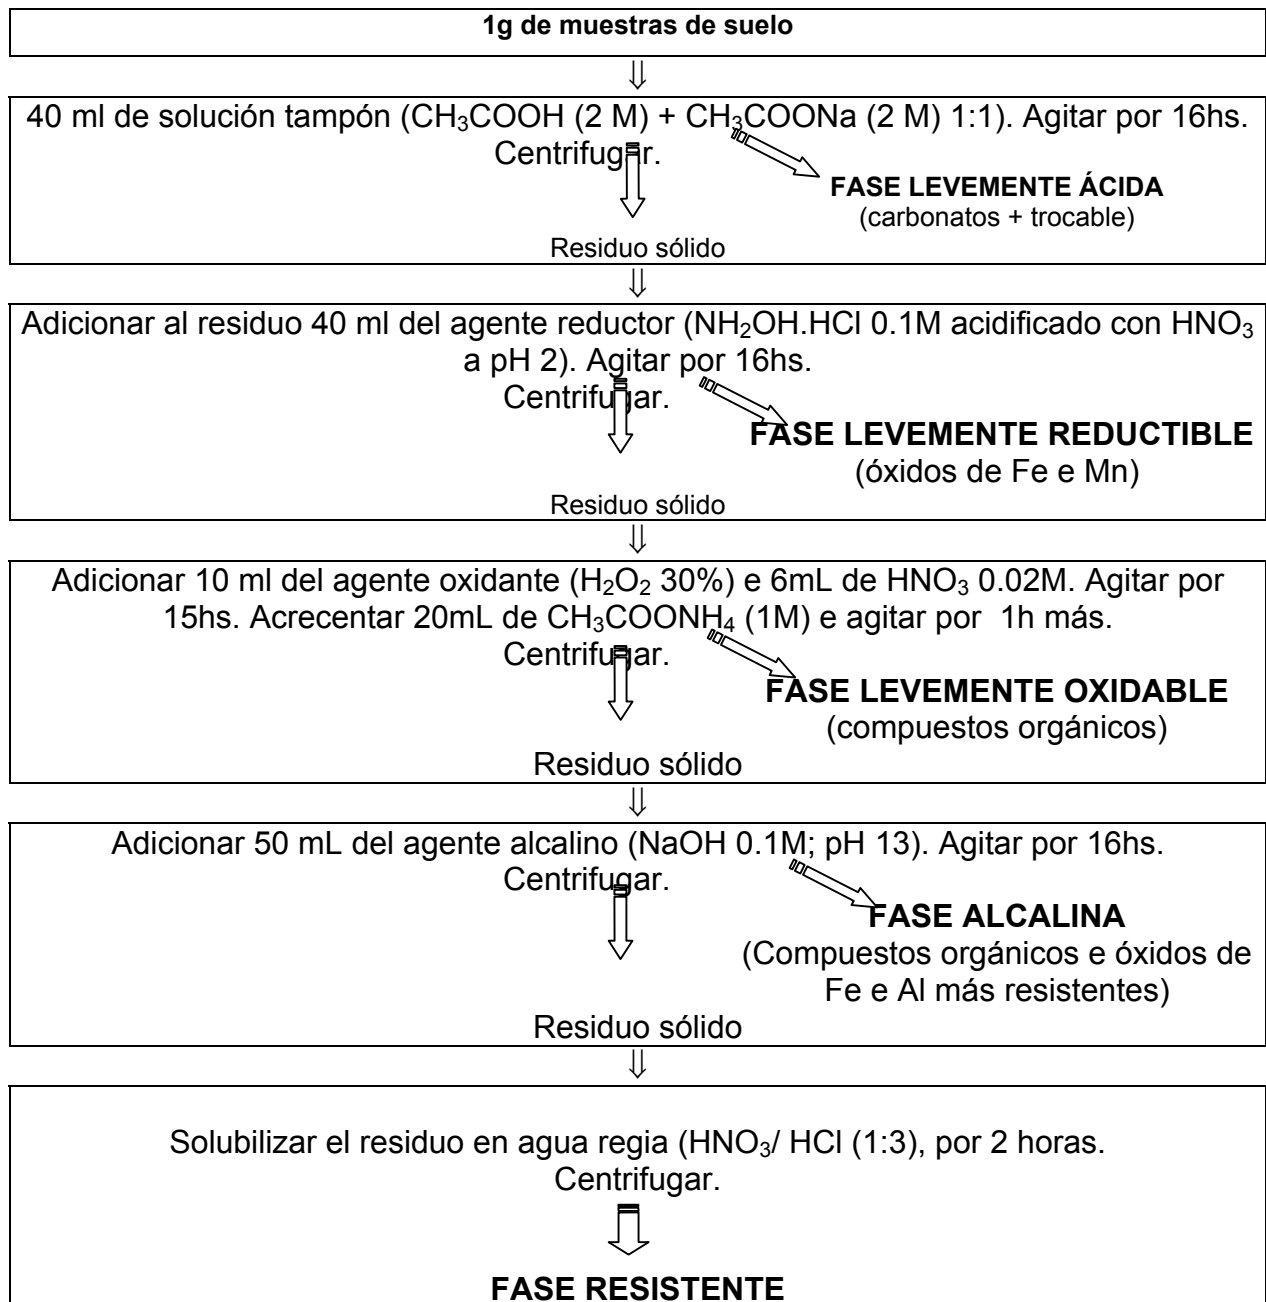 1g de muestras de suelo
⇓
40 ml de solución tampón (CH₃COOH (2 M) + CH₃COONa (2 M) 1:1). Agitar por 16hs.
Centrifugar.
FASE LEVEMENTE ÁCIDA
(carbonatos + trocable)
Residuo sólido
⇓
Adicionar al residuo 40 ml del agente reductor (NH₂OH.HCl 0.1M acidificado con HNO₃
a pH 2). Agitar por 16hs.
Centrifugar.
FASE LEVEMENTE REDUCTIBLE
(óxidos de Fe e Mn)
Residuo sólido
⇓
Adicionar 10 ml del agente oxidante (H₂O₂ 30%) e 6mL de HNO₃ 0.02M. Agitar por
15hs. Acrecentar 20mL de CH₃COONH₄ (1M) e agitar por 1h más.
Centrifugar.
FASE LEVEMENTE OXIDABLE
(compuestos orgánicos)
Residuo sólido
⇓
Adicionar 50 mL del agente alcalino (NaOH 0.1M; pH 13). Agitar por 16hs.
Centrifugar.
FASE ALCALINA
(Compuestos orgánicos e óxidos de
Fe e Al más resistentes)
Residuo sólido
⇓
Solubilizar el residuo en agua regia (HNO₃/ HCl (1:3), por 2 horas.
Centrifugar.
FASE RESISTENTE